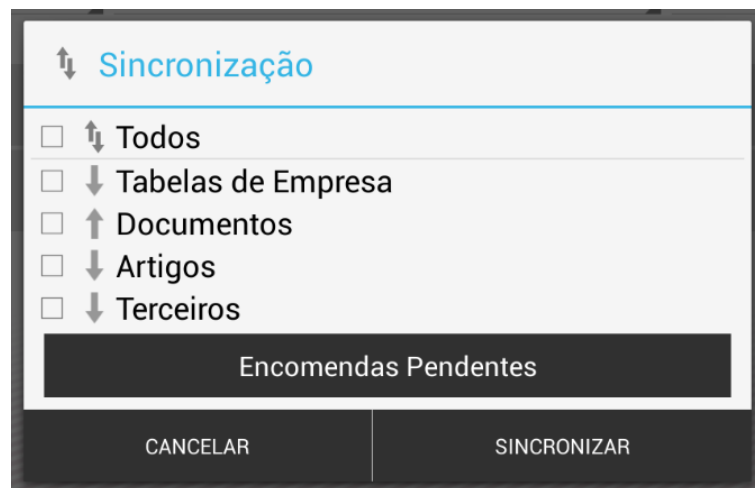 Sincronização
Todos
Tabelas de Empresa
Documentos
Artigos
Terceiros
Encomendas Pendentes
CANCELAR
SINCRONIZAR